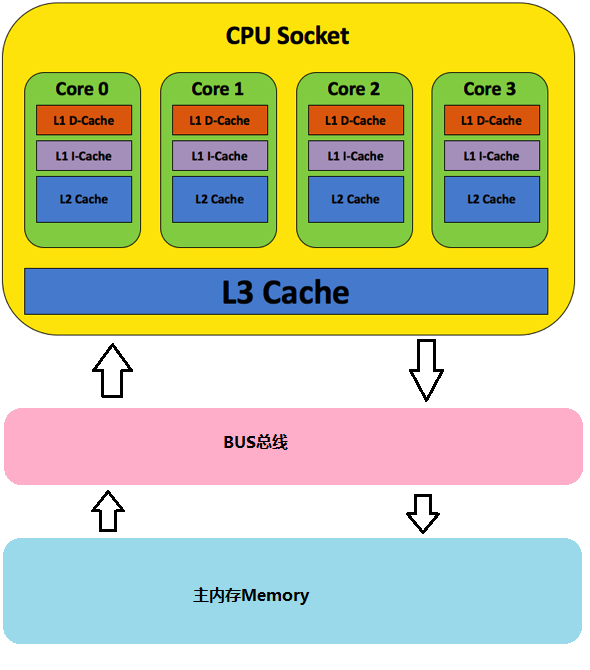 CPU Socket
Core 0
Core 1
Core 2
Core 3
L1 D-Cache
L1 D-Cache
L1 D-Cache
L1 D-Cache
L1 I-Cache
L1 I-Cache
L1 I-Cache
L1 I-Cache
L2 Cache
L2 Cache
L2 Cache
L2 Cache
L3 Cache
BUS总线
主内存Memory